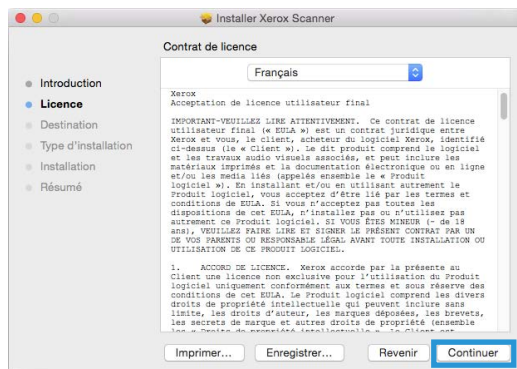 Installer Xerox Scanner
Contrat de licence
Introduction
Licence
Destination
Type d'installation
Installation
Résumé
Français
Xerox
Acceptation de licence utilisateur final
IMPORTANT-VEUILLEZ LIRE ATTENTIVEMENT. Ce contrat de licence
utilisateur final (« EULA ») est un contrat juridique entre
Xerox et vous, le client, acheteur du logiciel Xerox, identifié
ci-dessus (le « Client »). Le dit produit comprend le logiciel
et les travaux audio visuels associés, et peut inclure les
matériaux imprimés et la documentation électronique ou en ligne
et/ou les media liés (appelés ensemble le « Produit
logiciel »). En installant et/ou en utilisant autrement le
Produit logiciel, vous acceptez d'être lié par les termes et
conditions de EULA. Si vous n'acceptez pas toutes les
dispositions de cet EULA, n'installez pas ou n'utilisez pas
autrement ce Produit logiciel. SI VOUS ÊTES MINEUR (- de 18
ans), VEUILLEZ FAIRE LIRE ET SIGNER LE PRÉSENT CONTRAT PAR UN
DE VOS PARENTS OU RESPONSABLE LÉGAL AVANT TOUTE INSTALLATION OU
UTILISATION DE CE PRODUIT LOGICIEL.
1. ACCORD DE LICENCE. Xerox accorde par la présente au
Client une licence non exclusive pour l'utilisation du Produit
logiciel uniquement conformément aux termes et sous réserve des
conditions de cet EULA. Le Produit logiciel comprend les divers
droits de propriété intellectuelle qui peuvent inclure sans
limite, les droits d'auteur, les marques déposées, les brevets,
les secrets de marque et autres droits de propriété (ensemble
les « Droits de propriété intellectuelle ». Le Client est
Imprimer...
Enregistrer...
Revenir
Continuer